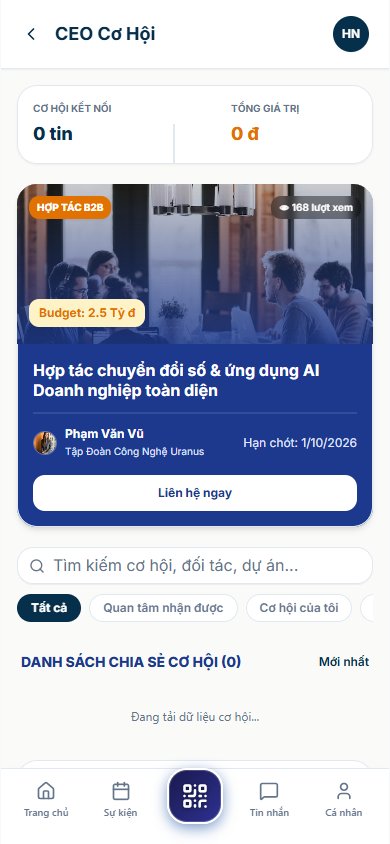 CEO Cơ Hội
HN
CƠ HỘI KẾT NỐI
TỔNG GIÁ TRỊ
0 tin
0 đ
HỢP TÁC B2B
168 lượt xem
Budget: 2.5 Tỷ đ
Hợp tác chuyển đổi số & ứng dụng AI
Doanh nghiệp toàn diện
Phạm Văn Vũ
Tập Đoàn Công Nghệ Uranus
Hạn chót: 1/10/2026
Liên hệ ngay
Tìm kiếm cơ hội, đối tác, dự án...
Tất cả
Quan tâm nhận được
Cơ hội của tôi
DANH SÁCH CHIA SẺ CƠ HỘI (0)
Mới nhất
Đang tải dữ liệu cơ hội...
Trang chủ
Sự kiện
Tin nhắn
Cá nhân